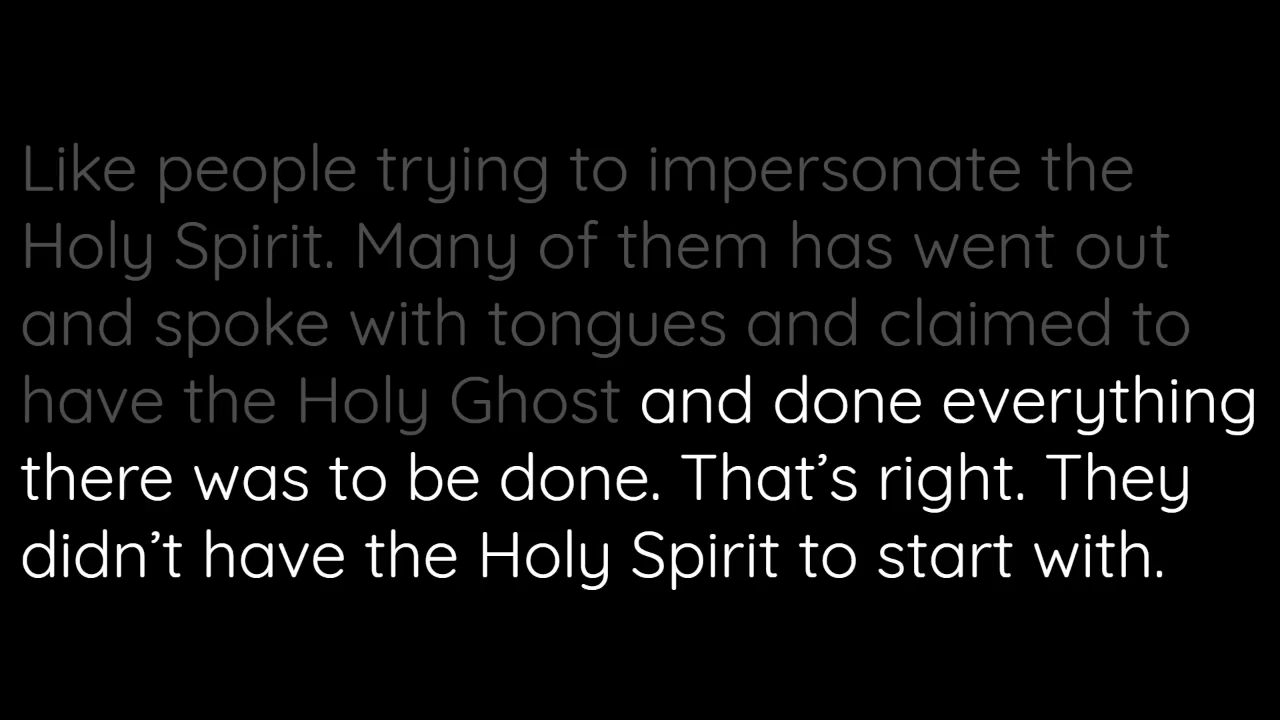 Like people trying to impersonate the
Holy Spirit. Many of them has went out
and spoke with tongues and claimed to
have the Holy Ghost and done everything
there was to be done. That’s right. They
didn’t have the Holy Spirit to start with.